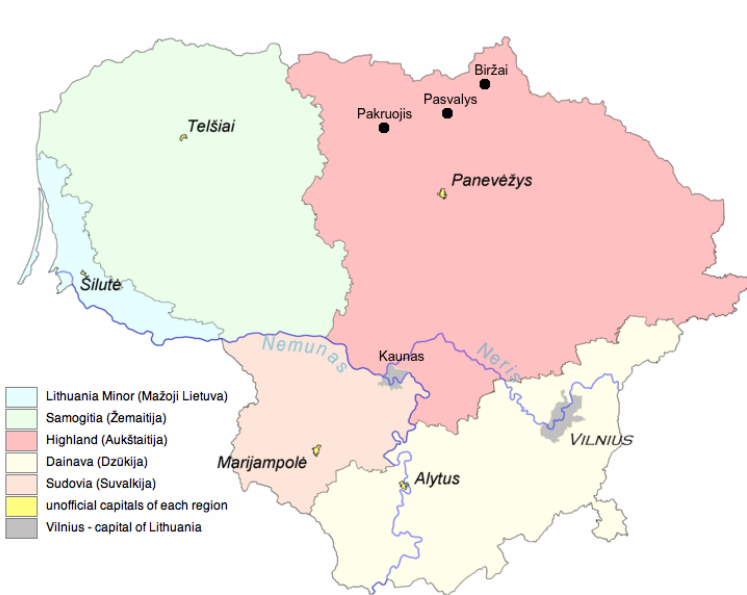 Biržai
Pasvalys
Pakruojis
Telšiai
Panevėžys
Šilutė
Nemunas
Neris
Kaunas
Lithuania Minor (Mažoji Lietuva)
Samogitia (Žemaitija)
Highland (Aukštaitija)
Dainava (Dzūkija)
Sudovia (Suvalkija)
unofficial capitals of each region
Vilnius - capital of Lithuania
Marijampolė
VILNIUS
Alytus